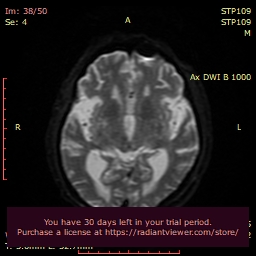 Im: 38/50
STP109
Se: 4
STP109
A
M
Ax DWI B 1000
R
L
You have 30 days left in your trial period.
Purchase a license at https://radiantviewer.com/store/